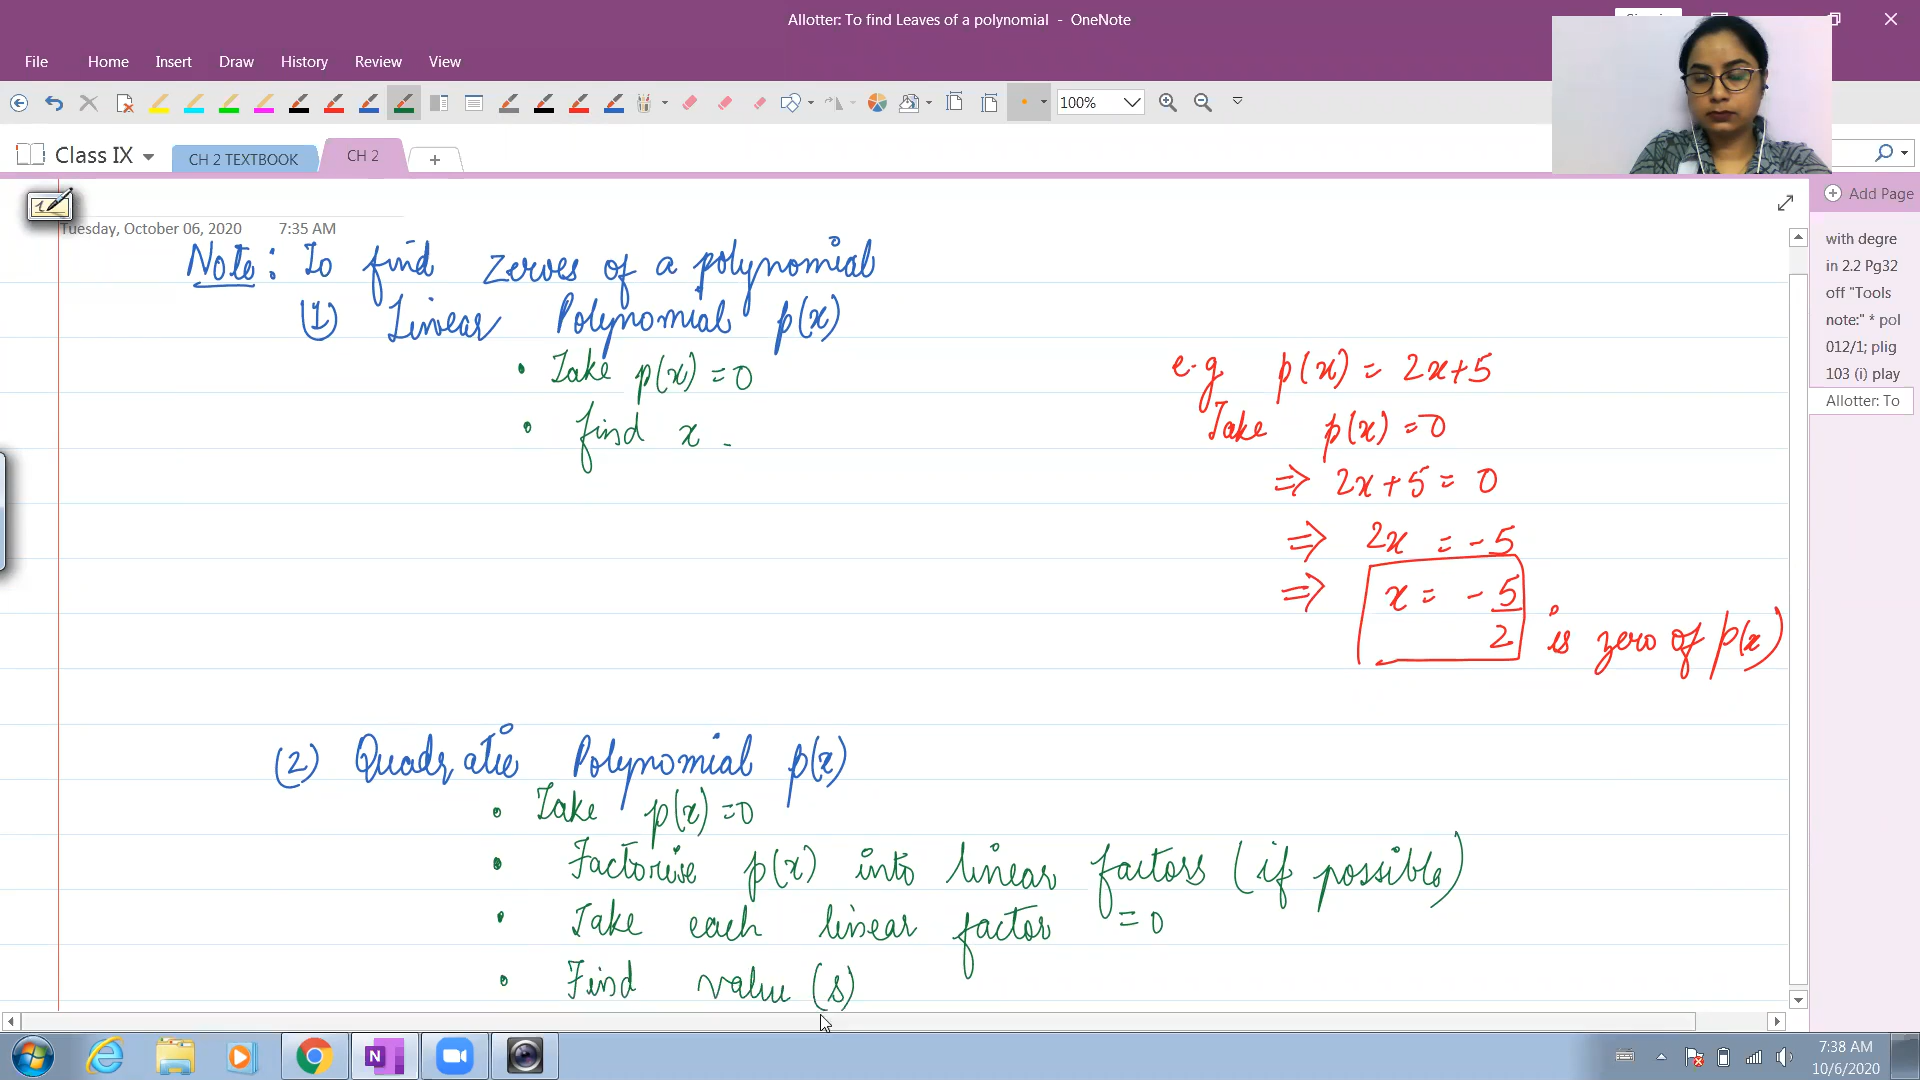 Allotter: To find Leaves of a polynomial - OneNote
File Home Insert Draw History Review View
100%
Class IX CH 2 TEXTBOOK CH 2
Add Page
Tuesday, October 06, 2020 7:35 AM
with degre
in 2.2 Pg32
off "Tools
note:" * pol
012/1; plig
103 (i) play
Allotter: To
Note: To find zeroes of a polynomial
(1) Linear Polynomial p(x)
• Take p(x) = 0
• find x
e.g p(x) = 2x+5
Take p(x) = 0
⇒ 2x + 5 = 0
⇒ 2x = -5
⇒ x = -5/2 is zero of p(x)
(2) Quadratic Polynomial p(x)
• Take p(x) = 0
• Factorise p(x) into linear factors (if possible)
• Take each linear factor = 0
• Find value (s)
7:38 AM
10/6/2020